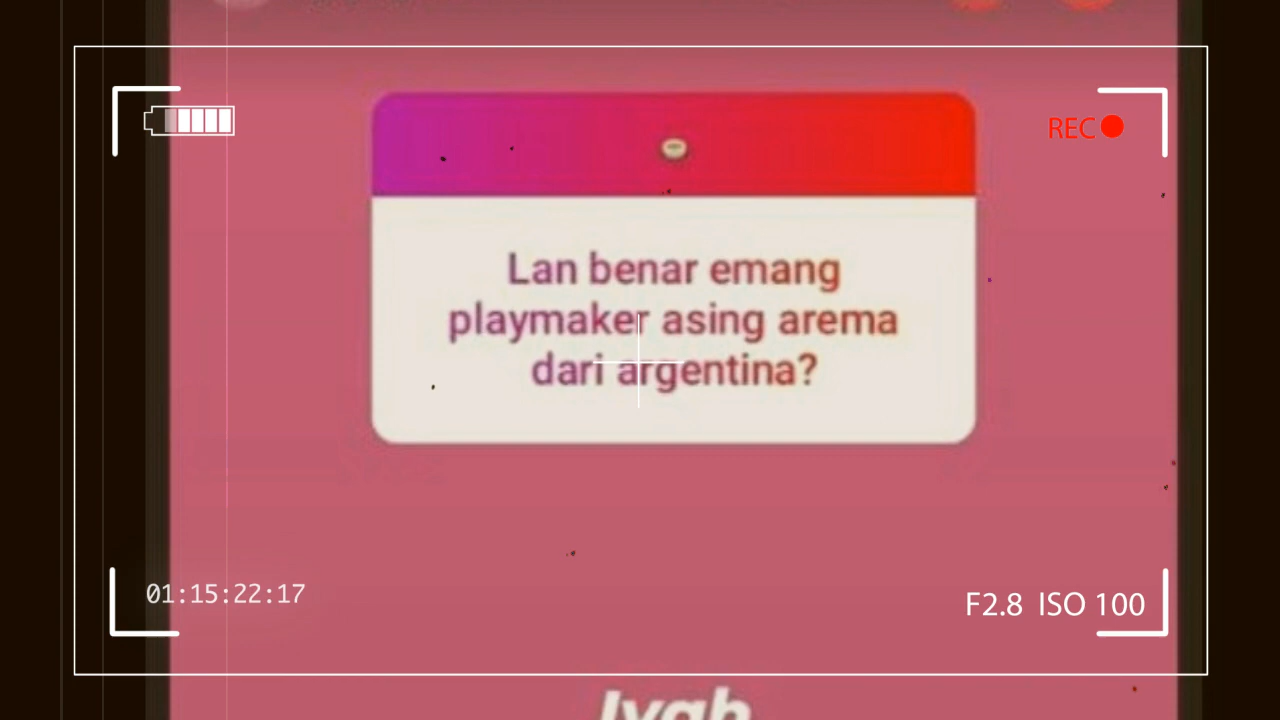 REC
Lan benar emang
playmaker asing arema
dari argentina?
01:15:22:17
F2.8 ISO 100
Iyah